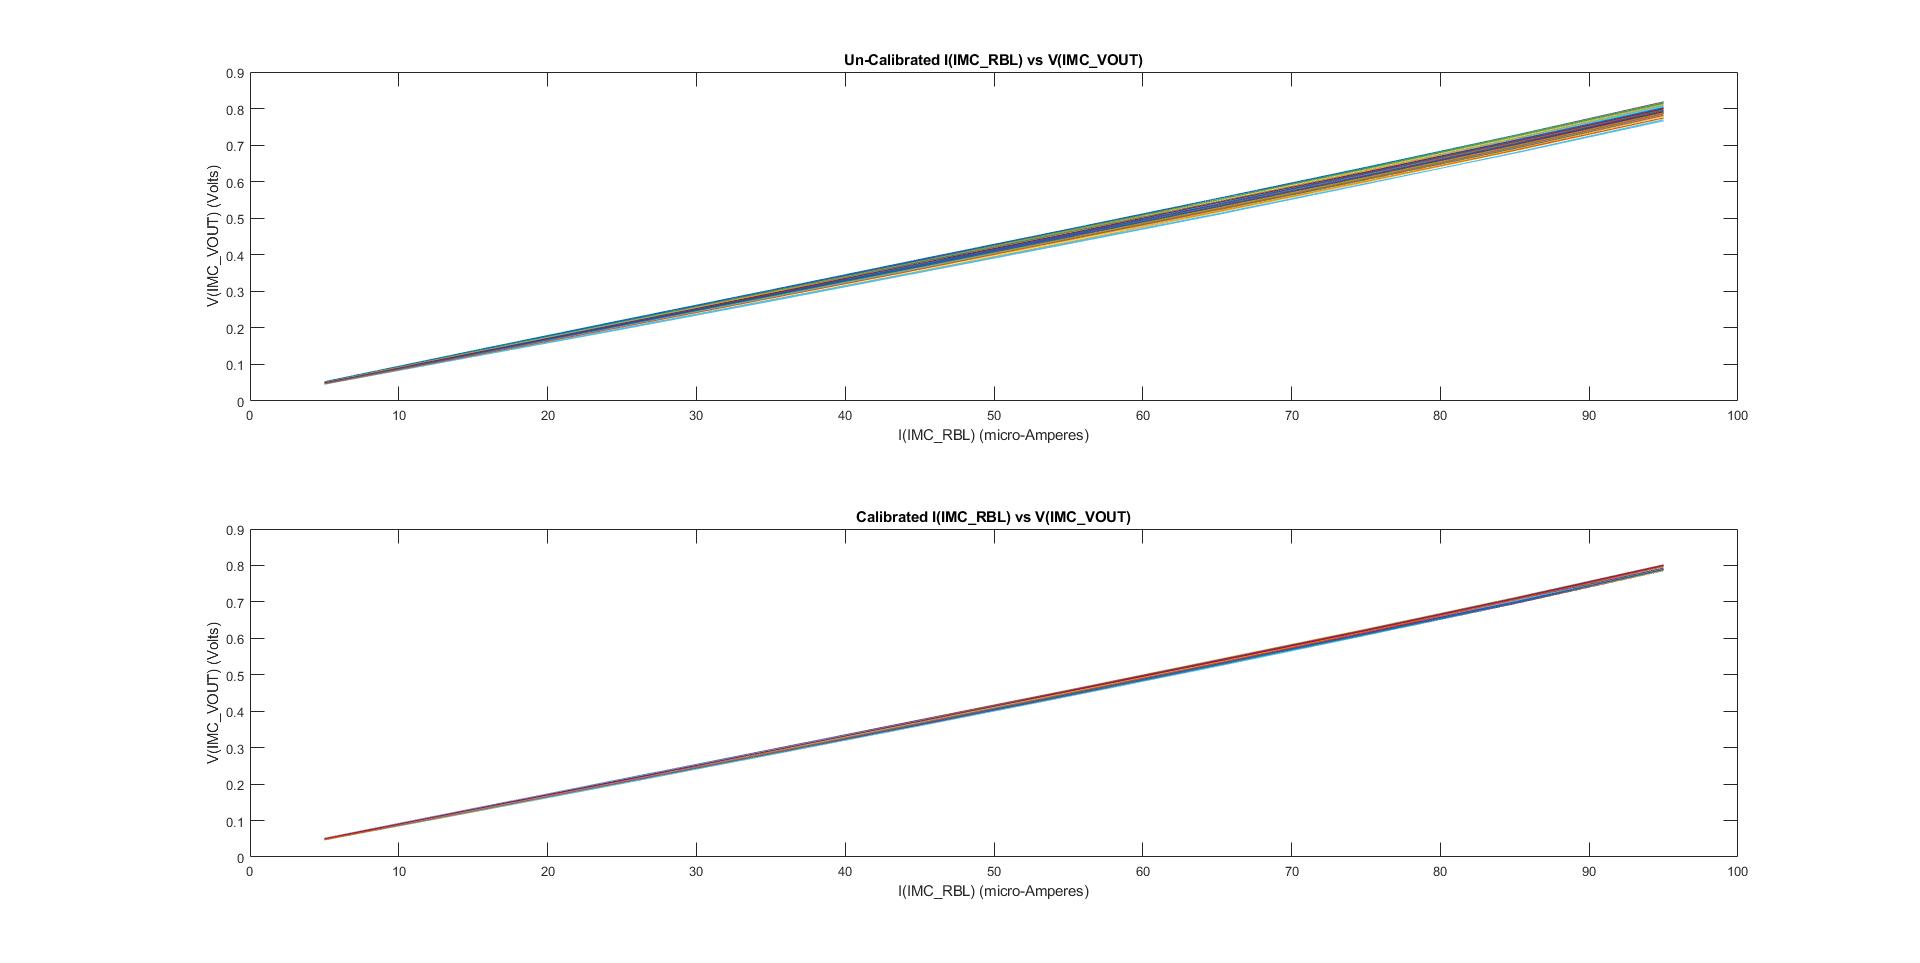 Un-Calibrated I(IMC_RBL) vs V(IMC_VOUT)
0.9
0.8
0.7
0.6
0.5
0.4
0.3
0.2
0.1
0
V(IMC_VOUT) (Volts)
0 10 20 30 40 50 60 70 80 90 100
I(IMC_RBL) (micro-Amperes)
Calibrated I(IMC_RBL) vs V(IMC_VOUT)
0.9
0.8
0.7
0.6
0.5
0.4
0.3
0.2
0.1
0
V(IMC_VOUT) (Volts)
0 10 20 30 40 50 60 70 80 90 100
I(IMC_RBL) (micro-Amperes)